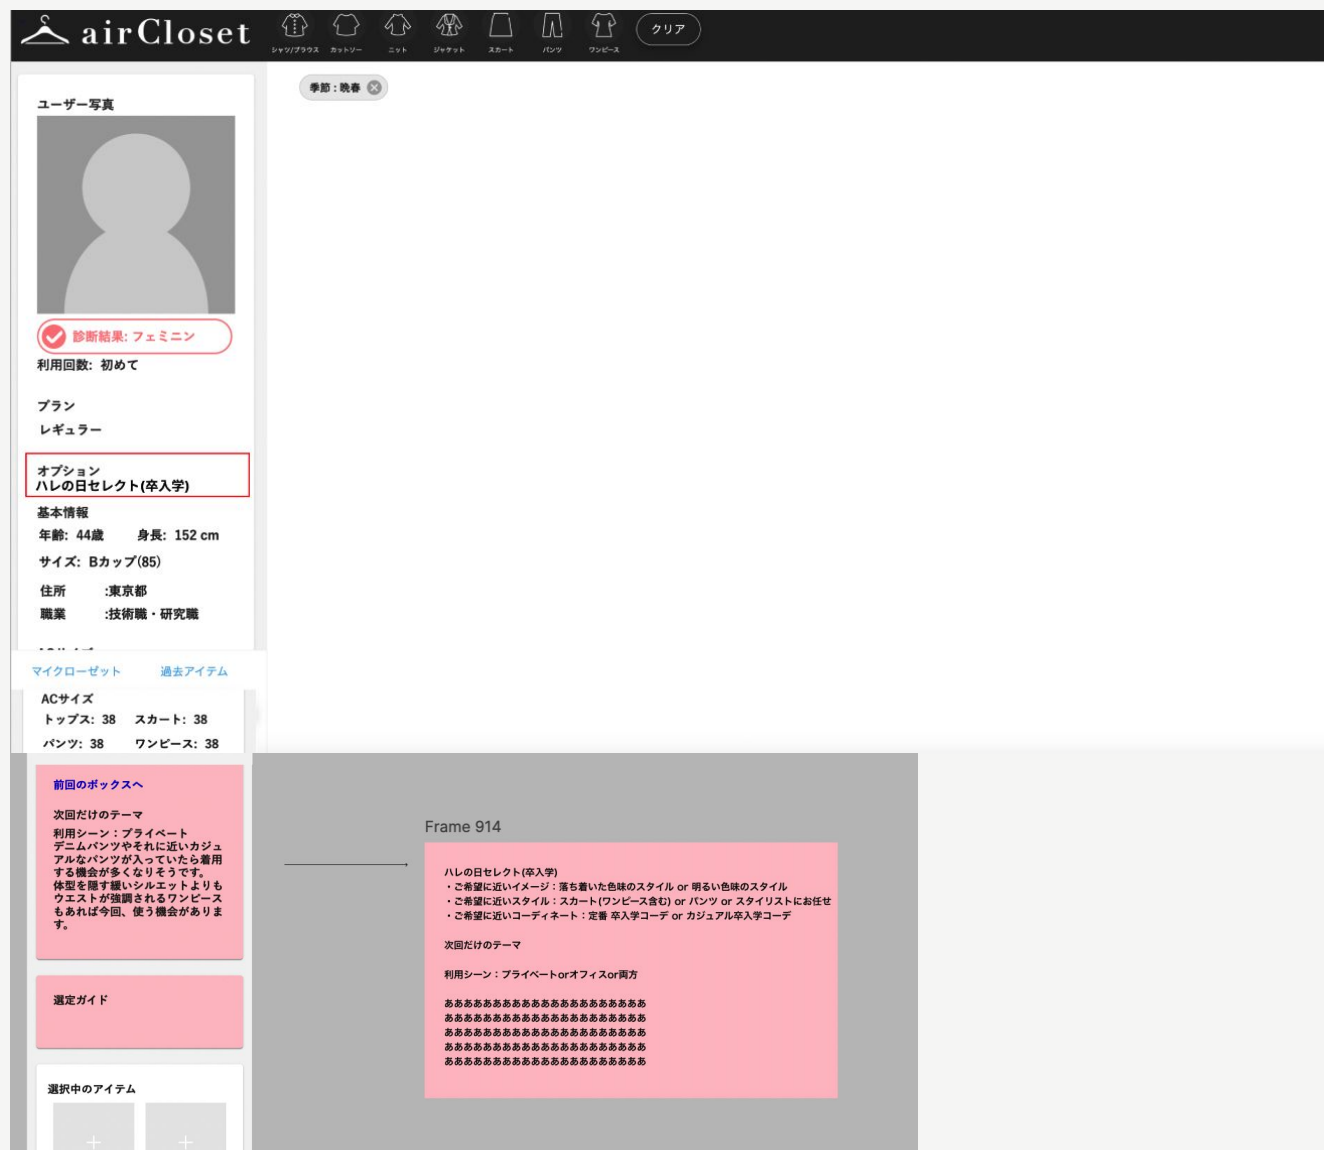 airCloset
シャツ/ブラウス カットソー ニット ジャケット スカート パンツ ワンピース クリア
季節 : 晩春
ユーザー写真
診断結果: フェミニン
利用回数: 初めて
プラン
レギュラー
オプション
ハレの日セレクト(卒入学)
基本情報
年齢: 44歳 身長: 152 cm
サイズ: Bカップ(85)
住所 :東京都
職業 :技術職・研究職
マイクローゼット 過去アイテム
ACサイズ
トップス: 38 スカート: 38
パンツ: 38 ワンピース: 38
前回のボックスへ
次回だけのテーマ
利用シーン：プライベート
デニムパンツやそれに近いカジュ
アルなパンツが入っていたら着用
する機会が多くなりそうです。
体型を隠す緩いシルエットよりも
ウエストが強調されるワンピース
もあれば今回、使う機会がありま
す。
選定ガイド
選択中のアイテム
Frame 914
ハレの日セレクト(卒入学)
・ご希望に近いイメージ：落ち着いた色味のスタイル or 明るい色味のスタイル
・ご希望に近いスタイル：スカート(ワンピース含む) or パンツ or スタイリストにお任せ
・ご希望に近いコーディネート：定番 卒入学コーデ or カジュアル卒入学コーデ
次回だけのテーマ
利用シーン：プライベートorオフィスor両方
あああああああああああああああああああああ
あああああああああああああああああああああ
あああああああああああああああああああああ
あああああああああああああああああああああ
あああああああああああああああああああああ